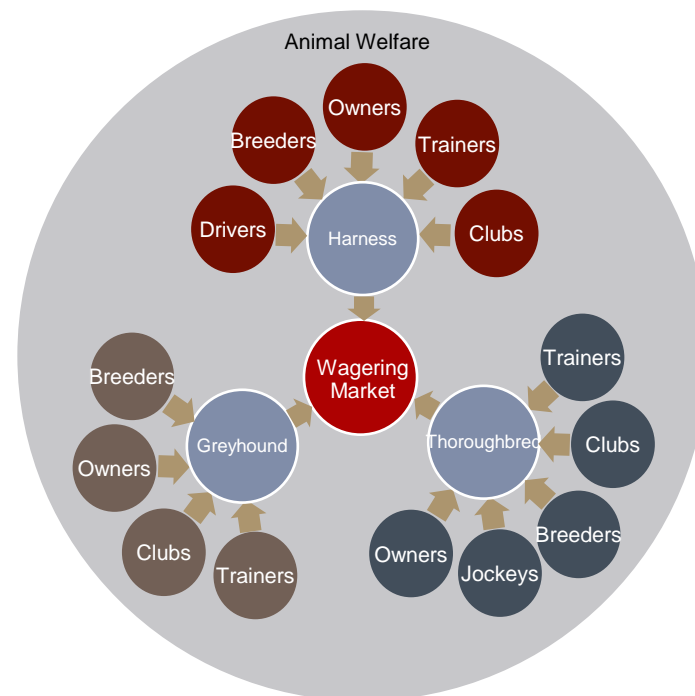 Animal Welfare
Owners
Breeders
Trainers
Drivers
Harness
Clubs
Wagering
Market
Breeders
Greyhound
Owners
Clubs
Trainers
Trainers
Thoroughbred
Clubs
Breeders
Owners
Jockeys